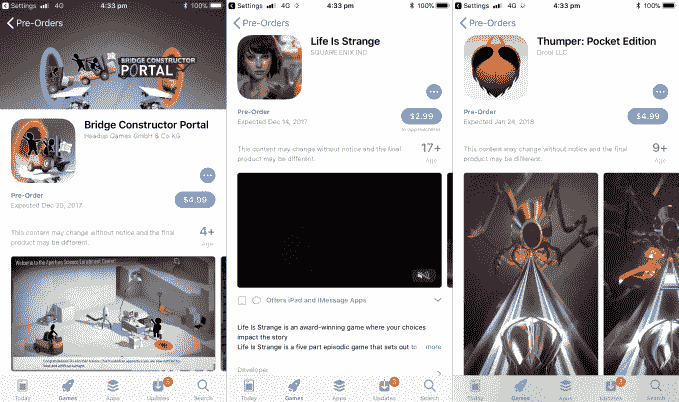 Settings 4G 4:33 pm 100%
Pre-Orders
BRIDGE CONSTRUCTOR
PORTAL
Bridge Constructor Portal
Headup Games GmbH & Co KG
Pre-Order
Expected Dec 20, 2017
$4.99
This content may change without notice and the final
product may be different.
4+
Age
Welcome to the Aperture Science Enrichment Center!
Today Games Apps Updates Search
Settings 4G 4:33 pm 100%
Pre-Orders
Life Is Strange
SQUARE ENIX INC
Pre-Order
Expected Dec 14, 2017
$2.99
In-App Purchases
This content may change without notice and the final
product may be different.
17+
Age
Offers iPad and iMessage Apps
Life Is Strange is an award-winning game where your choices
impact the story
Life Is Strange is a five part episodic game that sets out to more
Developer
Today Games Apps Updates 3 Search
Settings 4G 4:33 pm 100%
Pre-Orders
Thumper: Pocket Edition
Drool LLC
Pre-Order
Expected Jan 24, 2018
$4.99
This content may change without notice and the final
product may be different.
9+
Age
Today Games Apps Updates 3 Search